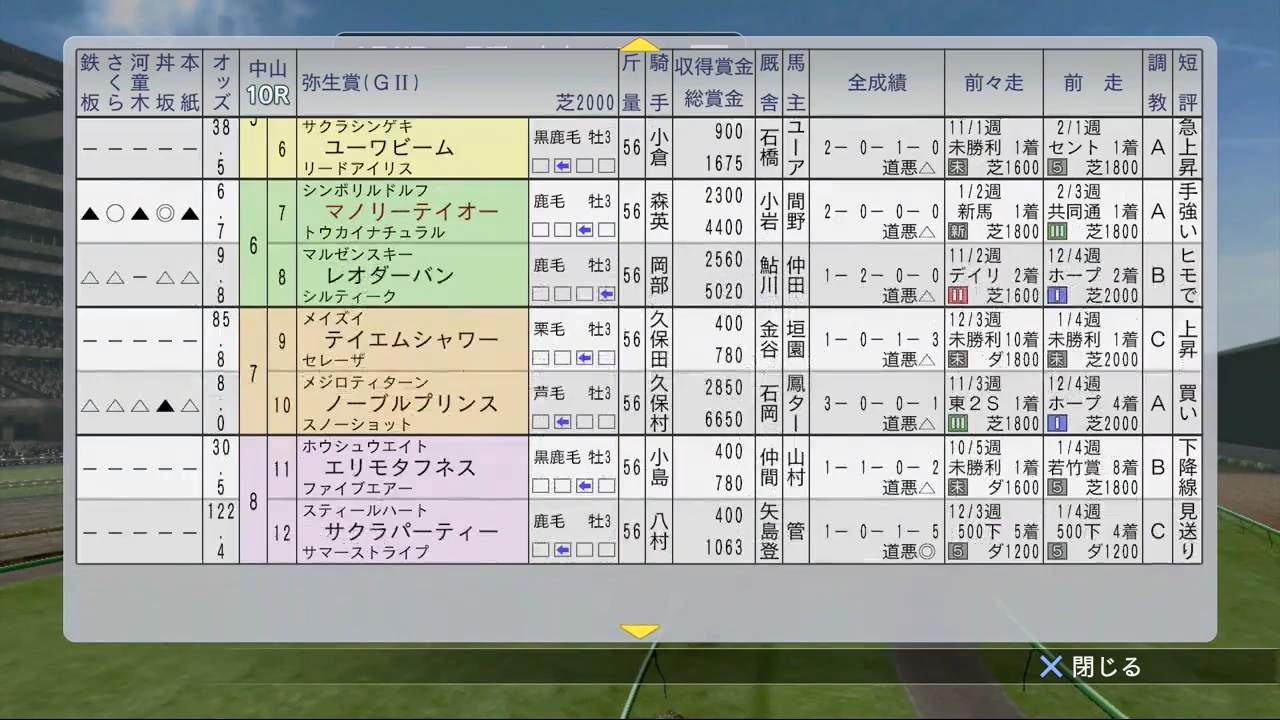 鉄板 さくら 河童木 井坂 本紙 オッズ 中山 10R 弥生賞(GⅡ) 芝2000 斤量 騎手 収得賞金 総賞金 厩舎 馬主 全成績 前々走 前 走 調教 短評
－ － － － － 38.5 6 サクラシンゲキ ユーワビーム リードアイリス 黒鹿毛 牡3 56 小倉 900 1675 石橋 ユーア 2- 0- 1- 0 道悪△ 11/1週 未勝利 1着 未 芝1600 2/1週 セント 1着 5 芝1800 A 急上昇
▲ ○ ▲ ◎ ▲ 6.7 6 7 シンボリルドルフ マノリーテイオー トウカイナチュラル 鹿毛 牡3 56 森英 2300 4400 小岩 間野 2- 0- 0- 0 道悪△ 1/2週 新馬 1着 新 芝1800 2/3週 共同通 1着 Ⅲ 芝1800 A 手強い
△ △ － △ △ 9.8 8 マルゼンスキー レオダーバン シルティーク 鹿毛 牡3 56 岡部 2560 5020 鮎川 仲田 1- 2- 0- 0 道悪△ 11/2週 デイリ 2着 Ⅱ 芝1600 12/4週 ホープ 2着 Ⅰ 芝2000 B ヒモで
－ － － － － 85.8 7 9 メイズイ テイエムシャワー セレーザ 栗毛 牡3 56 久保田 400 780 金谷 垣園 1- 0- 1- 3 道悪△ 12/3週 未勝利10着 未 ダ1800 1/4週 未勝利 1着 未 芝2000 C 上昇
△ △ △ ▲ △ 8.0 10 メジロティターン ノーブルプリンス スノーショット 芦毛 牡3 56 久保村 2850 6650 石岡 鳳ター 3- 0- 0- 1 道悪△ 11/3週 東2S 1着 Ⅲ 芝1800 12/4週 ホープ 4着 Ⅰ 芝2000 A 買い
－ － － － － 30.5 8 11 ホウシュウエイト エリモタフネス ファイブエアー 黒鹿毛 牡3 56 小島 400 780 仲間 山村 1- 1- 0- 2 道悪△ 10/5週 未勝利 1着 未 ダ1600 1/4週 若竹賞 8着 5 芝1800 B 下降線
－ － － － － 122.4 12 スティールハート サクラパーティー サマーストライプ 鹿毛 牡3 56 八村 400 1063 矢島登 管 1- 0- 1- 5 道悪◎ 12/3週 500下 5着 5 ダ1200 1/4週 500下 4着 5 ダ1200 C 見送り
閉じる